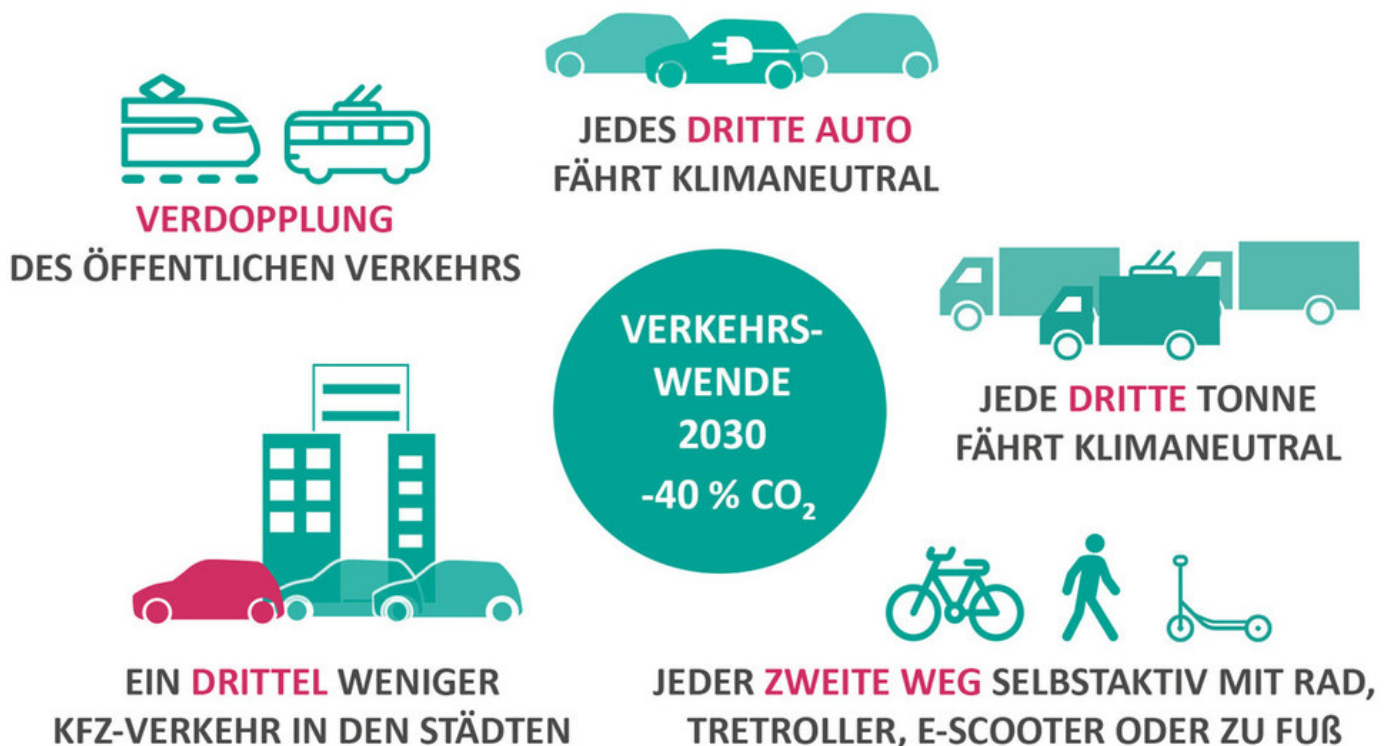 JEDES DRITTE AUTO
FÄHRT KLIMANEUTRAL
VERDOPPLUNG
DES ÖFFENTLICHEN VERKEHRS
VERKEHRS-
WENDE
2030
-40 % CO₂
JEDE DRITTE TONNE
FÄHRT KLIMANEUTRAL
EIN DRITTEL WENIGER
KFZ-VERKEHR IN DEN STÄDTEN
JEDER ZWEITE WEG SELBSTAKTIV MIT RAD,
TRETROLLER, E-SCOOTER ODER ZU FUß